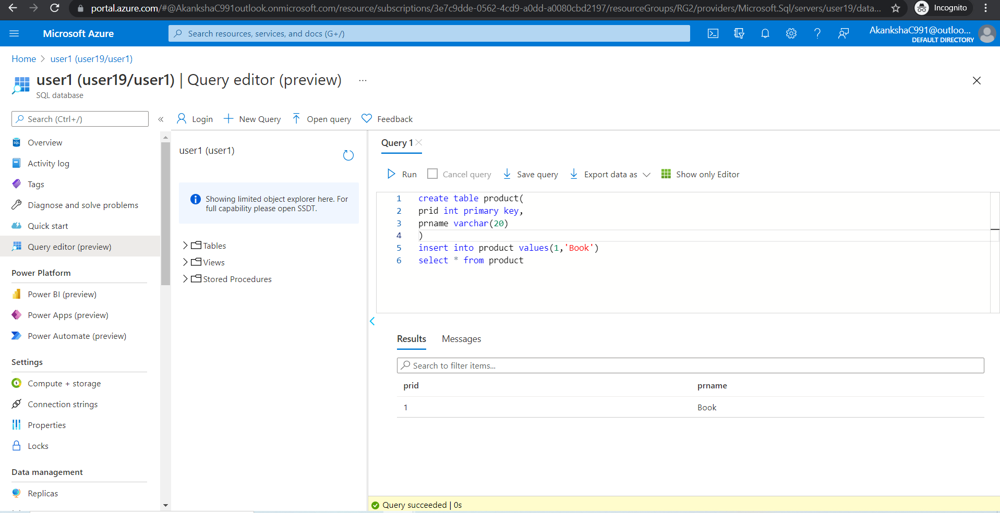 portal.azure.com/#@AkankshaC991outlook.onmicrosoft.com/resource/subscriptions/3e7c9dde-0562-4cd9-a0dd-a0080cbd2197/resourceGroups/RG2/providers/Microsoft.Sql/servers/user19/data...
Incognito
Microsoft Azure
Search resources, services, and docs (G+/)
AkankshaC991@outloo...
DEFAULT DIRECTORY
Home > user1 (user19/user1)
user1 (user19/user1) | Query editor (preview) ...
SQL database
Search (Ctrl+/)
«
Login
New Query
Open query
Feedback
Overview
Activity log
Tags
Diagnose and solve problems
Quick start
Query editor (preview)
Power Platform
Power BI (preview)
Power Apps (preview)
Power Automate (preview)
Settings
Compute + storage
Connection strings
Properties
Locks
Data management
Replicas
user1 (user1)
Showing limited object explorer here. For
full capability please open SSDT.
Tables
Views
Stored Procedures
Query 1
Run
Cancel query
Save query
Export data as
Show only Editor
1 create table product(
2 prid int primary key,
3 prname varchar(20)
4 )
5 insert into product values(1,'Book')
6 select * from product
Results
Messages
Search to filter items...
prid prname
1 Book
Query succeeded | 0s